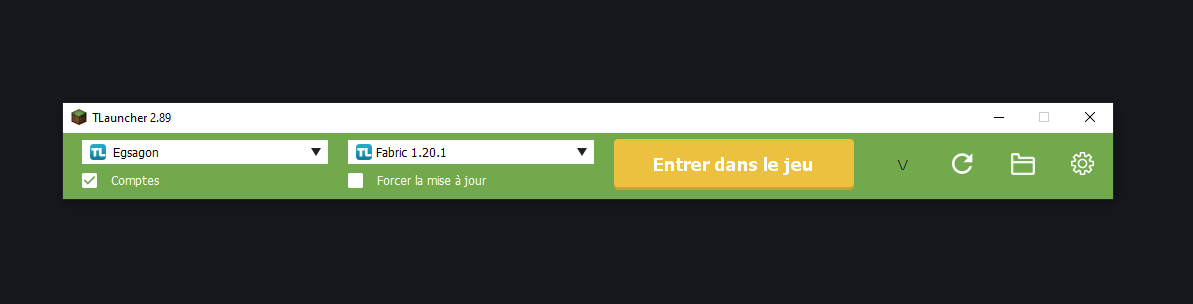 TLauncher 2.89
TL Egsagon
TL Fabric 1.20.1
Entrer dans le jeu
Comptes
Forcer la mise à jour